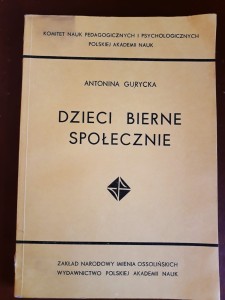 KOMITET NAUK PEDAGOGICZNYCH I PSYCHOLOGICZNYCH
POLSKIEJ AKADEMII NAUK
ANTONINA GURYCKA
DZIECI BIERNE
SPOŁECZNIE
ZAKŁAD NARODOWY IMIENIA OSSOLIŃSKICH
WYDAWNICTWO POLSKIEJ AKADEMII NAUK